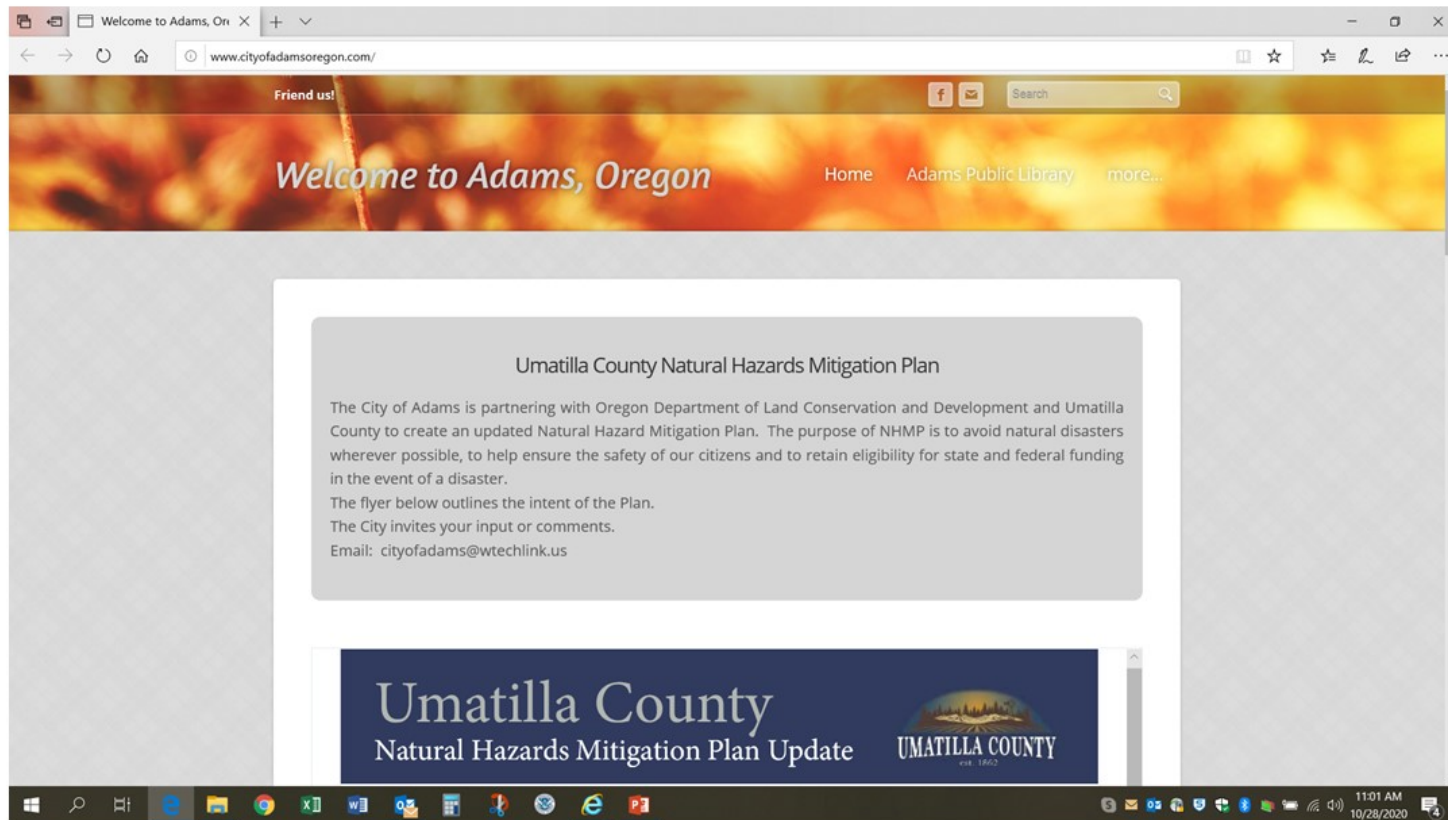 Welcome to Adams, Ore
www.cityofadamsoregon.com/
Friend us!
f
Search
Welcome to Adams, Oregon
Home Adams Public Library more...
Umatilla County Natural Hazards Mitigation Plan
The City of Adams is partnering with Oregon Department of Land Conservation and Development and Umatilla
County to create an updated Natural Hazard Mitigation Plan. The purpose of NHMP is to avoid natural disasters
wherever possible, to help ensure the safety of our citizens and to retain eligibility for state and federal funding
in the event of a disaster.
The flyer below outlines the intent of the Plan.
The City invites your input or comments.
Email: cityofadams@wtechlink.us
Umatilla County
Natural Hazards Mitigation Plan Update
UMATILLA COUNTY
est. 1862
11:01 AM
10/28/2020